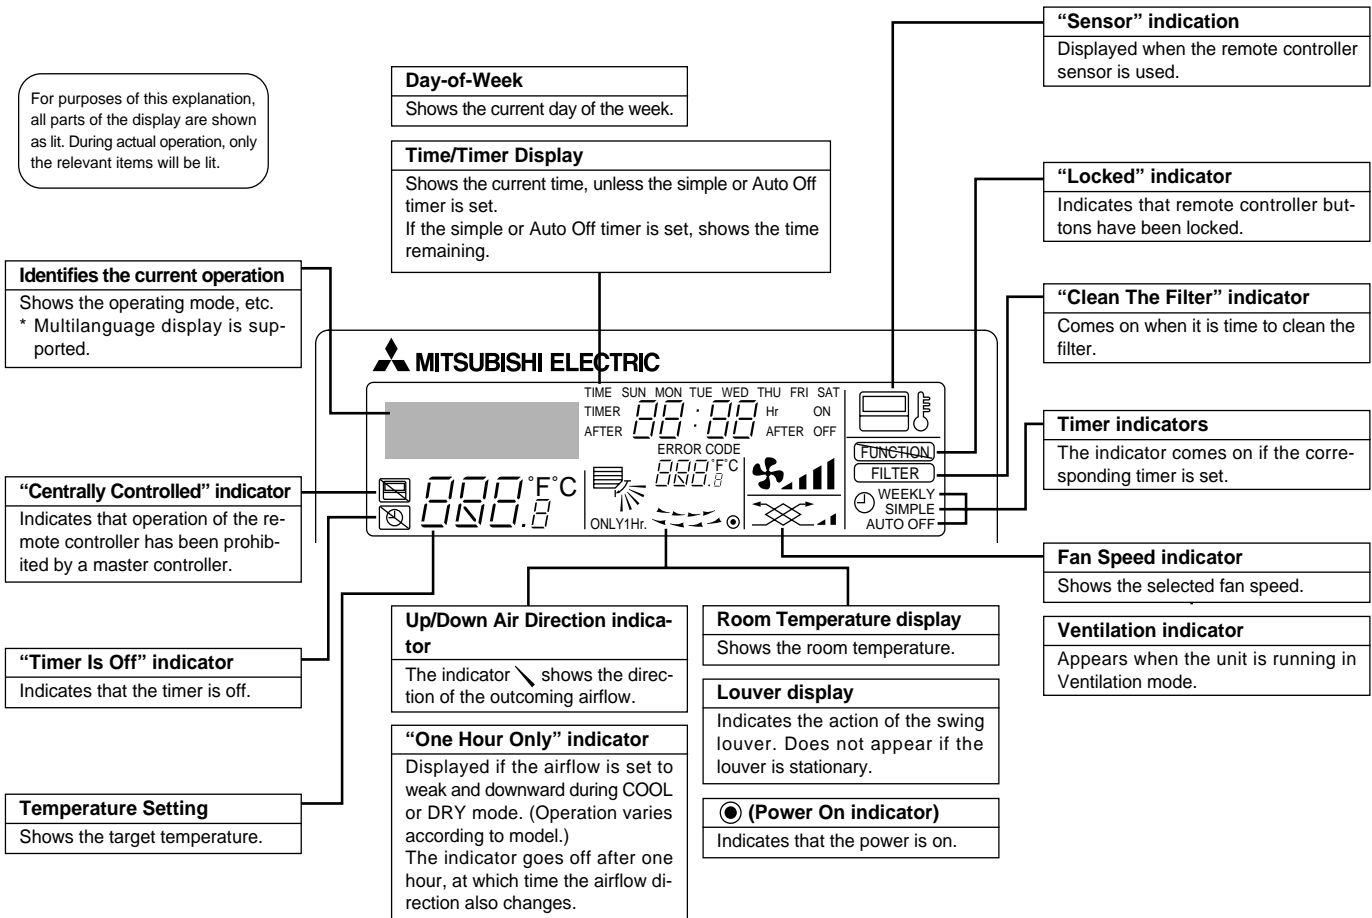 For purposes of this explanation,
all parts of the display are shown
as lit. During actual operation, only
the relevant items will be lit.
Day-of-Week
Shows the current day of the week.
Time/Timer Display
Shows the current time, unless the simple or Auto Off
timer is set.
If the simple or Auto Off timer is set, shows the time
remaining.
“Sensor” indication
Displayed when the remote controller
sensor is used.
“Locked” indicator
Indicates that remote controller but-
tons have been locked.
“Clean The Filter” indicator
Comes on when it is time to clean the
filter.
Timer indicators
The indicator comes on if the corre-
sponding timer is set.
Fan Speed indicator
Shows the selected fan speed.
Ventilation indicator
Appears when the unit is running in
Ventilation mode.
Identifies the current operation
Shows the operating mode, etc.
* Multilanguage display is sup-
ported.
“Centrally Controlled” indicator
Indicates that operation of the re-
mote controller has been prohib-
ited by a master controller.
“Timer Is Off” indicator
Indicates that the timer is off.
Temperature Setting
Shows the target temperature.
MITSUBISHI ELECTRIC
TIME SUN MON TUE WED THU FRI SAT
TIMER 88:88 Hr ON
AFTER AFTER OFF
ERROR CODE
°F°C
°F°C
ONLY1Hr.
FUNCTION
FILTER
WEEKLY
SIMPLE
AUTO OFF
Up/Down Air Direction indica-
tor
The indicator shows the direc-
tion of the outcoming airflow.
“One Hour Only” indicator
Displayed if the airflow is set to
weak and downward during COOL
or DRY mode. (Operation varies
according to model.)
The indicator goes off after one
hour, at which time the airflow di-
rection also changes.
Room Temperature display
Shows the room temperature.
Louver display
Indicates the action of the swing
louver. Does not appear if the
louver is stationary.
(Power On indicator)
Indicates that the power is on.